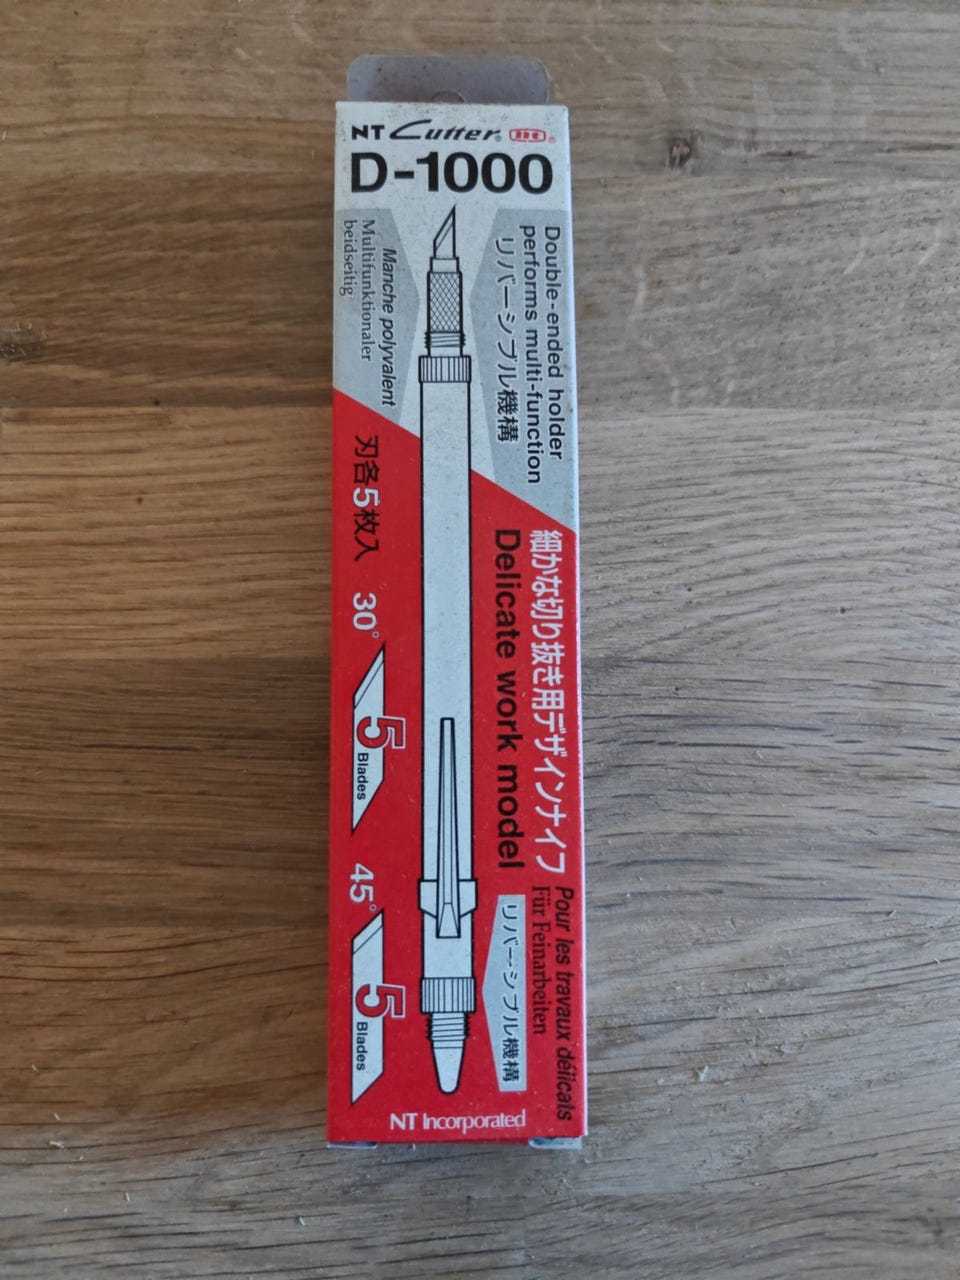 NT Cutter®
D-1000
Double-ended holder
performs multi-function
リバーシブル機構
Manche polyvalent
Multifunktionaler
beidseitig
細かな切り抜き用デザインナイフ
Delicate work model
刃各5枚入
30°
5
Blades
45°
5
Blades
Pour les travaux délicats
Für Feinarbeiten
リバーシブル機構
NT Incorporated